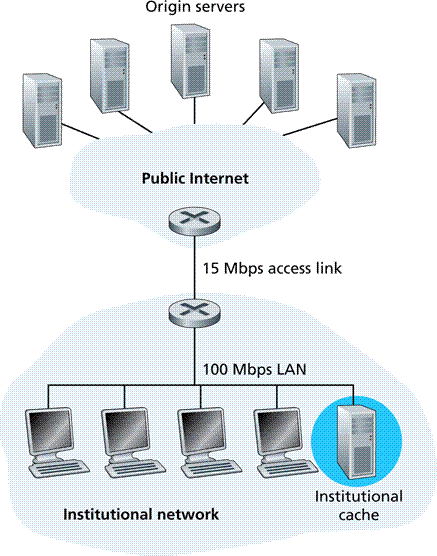 Origin servers
Public Internet
15 Mbps access link
100 Mbps LAN
Institutional
cache
Institutional network